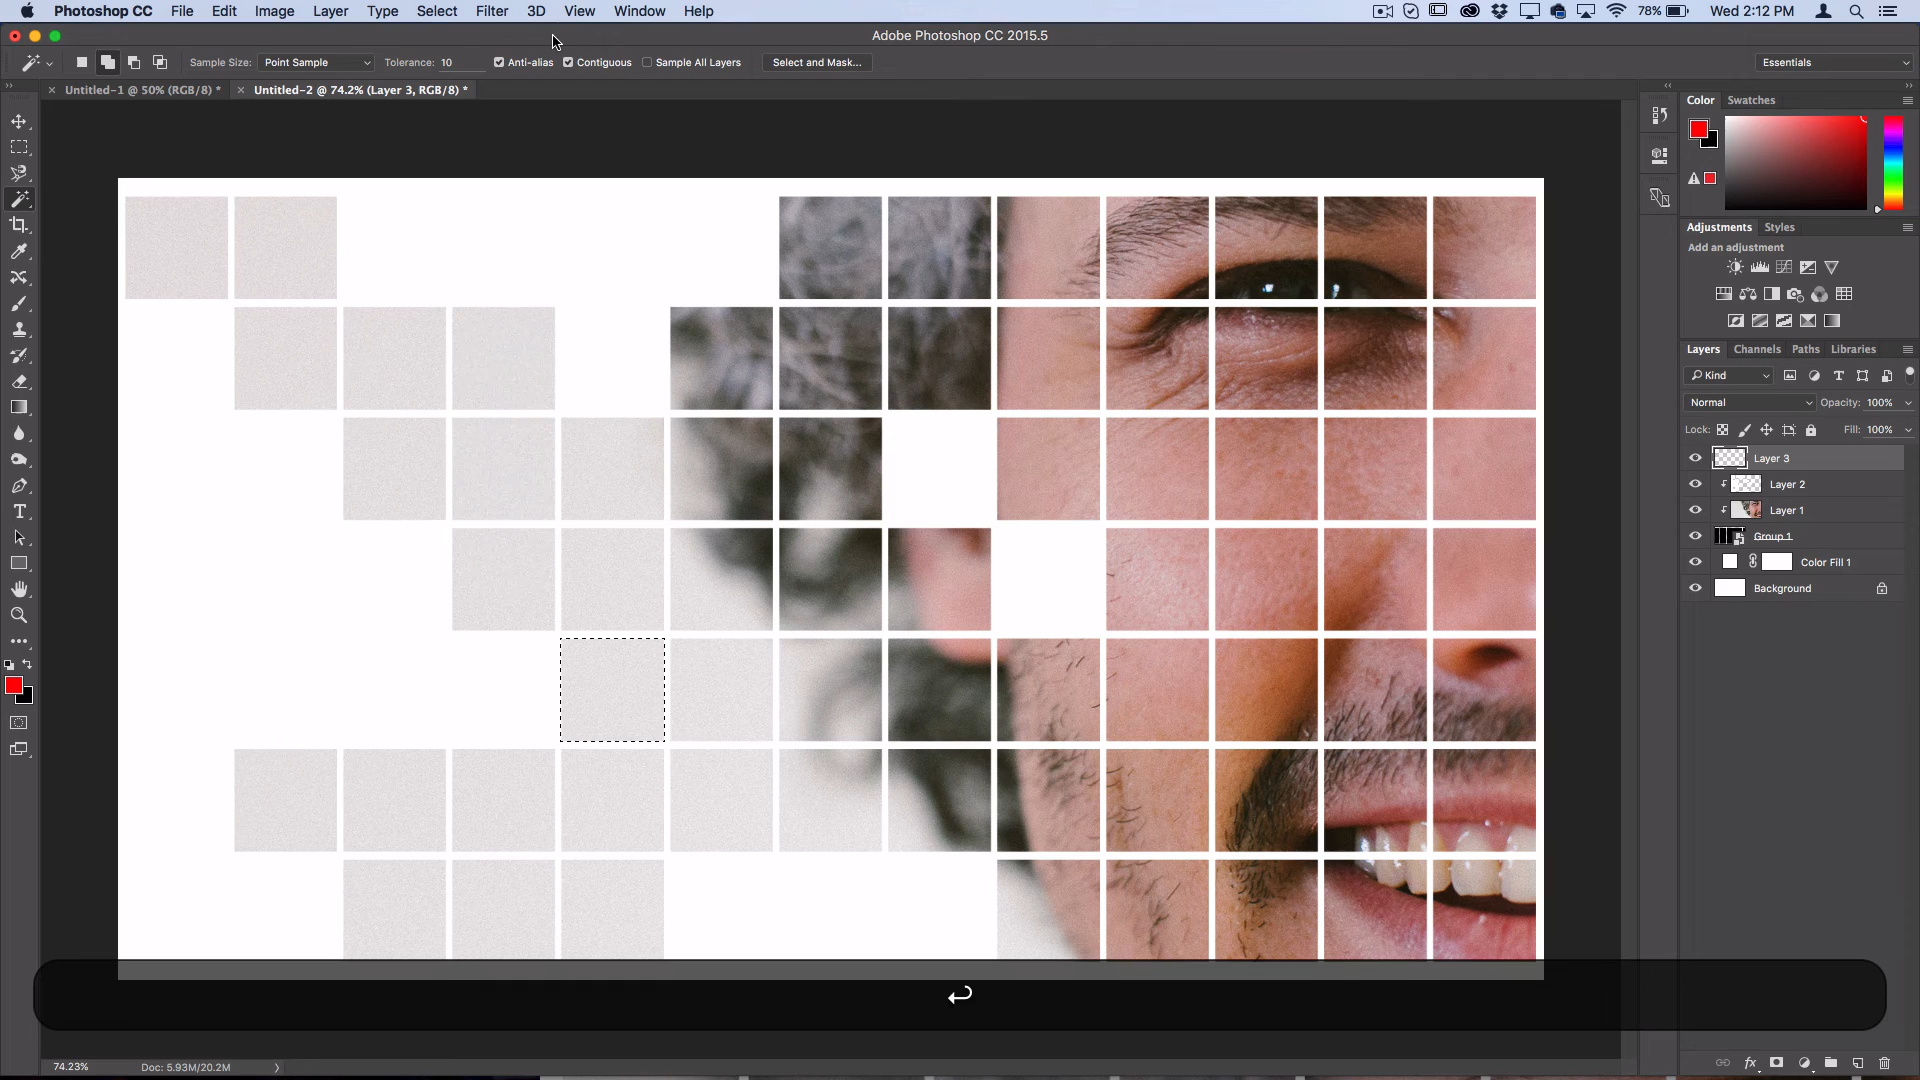 Photoshop CC File Edit Image Layer Type Select Filter 3D View Window Help 78% Wed 2:12 PM
Adobe Photoshop CC 2015.5
Sample Size: Point Sample Tolerance: 10 Anti-alias Contiguous Sample All Layers Select and Mask... Essentials
Untitled-1 @ 50% (RGB/8) * Untitled-2 @ 74.2% (Layer 3, RGB/8) *
Color Swatches
Adjustments Styles
Add an adjustment
Layers Channels Paths Libraries
Kind
Normal Opacity: 100%
Lock: Fill: 100%
Layer 3
Layer 2
Layer 1
Group 1
Color Fill 1
Background
74.23% Doc: 5.93M/20.2M